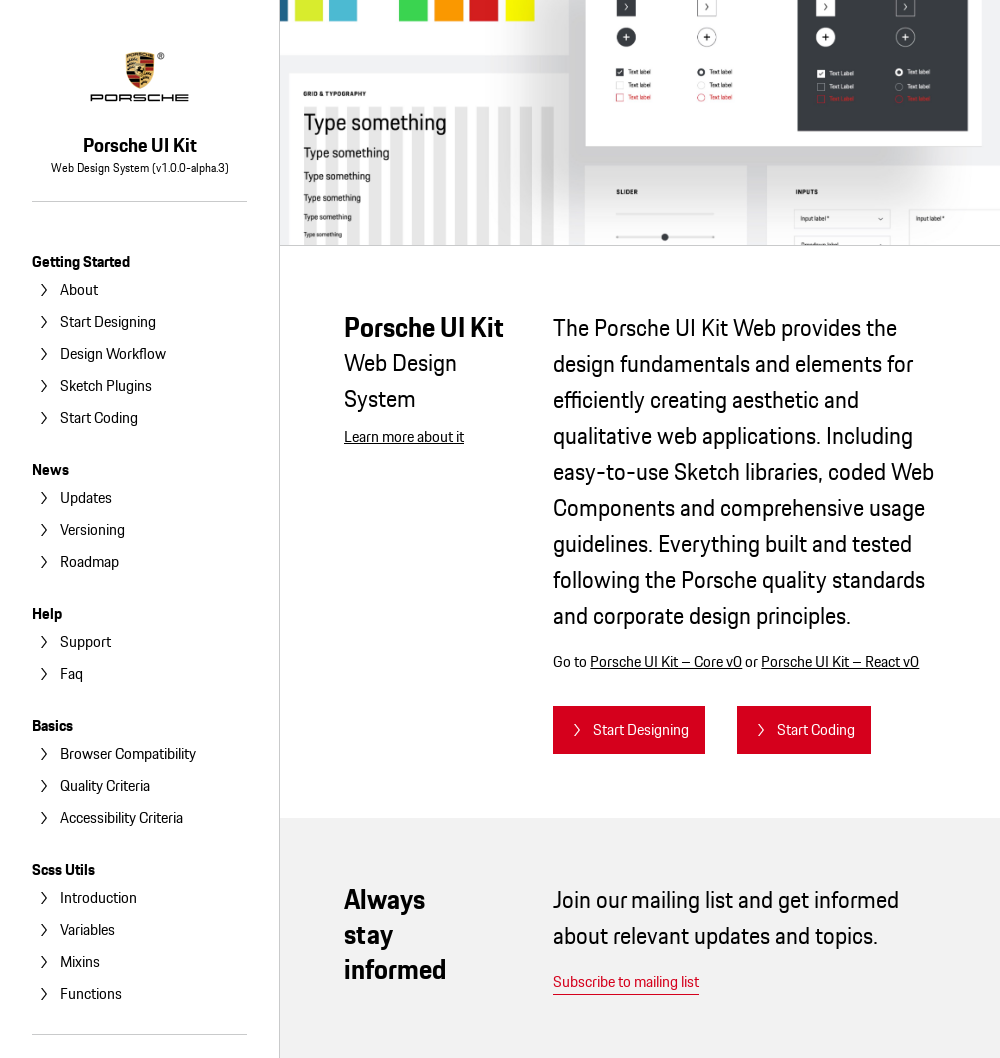 PORSCHE
®
Porsche UI Kit
Web Design System (v1.0.0-alpha.3)
Getting Started
About
Start Designing
Design Workflow
Sketch Plugins
Start Coding
News
Updates
Versioning
Roadmap
Help
Support
Faq
Basics
Browser Compatibility
Quality Criteria
Accessibility Criteria
Scss Utils
Introduction
Variables
Mixins
Functions
GRID & TYPOGRAPHY
Type something
Type something
Type something
Type something
Type something
Type something
Text label
Text label
Text label
Text label
Text label
Text label
Text Label
Text Label
Text Label
Text label
Text label
Text label
SLIDER
INPUTS
Input label*
Input label*
Dropdown label
Porsche UI Kit
Web Design
System
Learn more about it
The Porsche UI Kit Web provides the
design fundamentals and elements for
efficiently creating aesthetic and
qualitative web applications. Including
easy-to-use Sketch libraries, coded Web
Components and comprehensive usage
guidelines. Everything built and tested
following the Porsche quality standards
and corporate design principles.
Go to Porsche UI Kit – Core v0 or Porsche UI Kit – React v0
Start Designing
Start Coding
Always
stay
informed
Join our mailing list and get informed
about relevant updates and topics.
Subscribe to mailing list